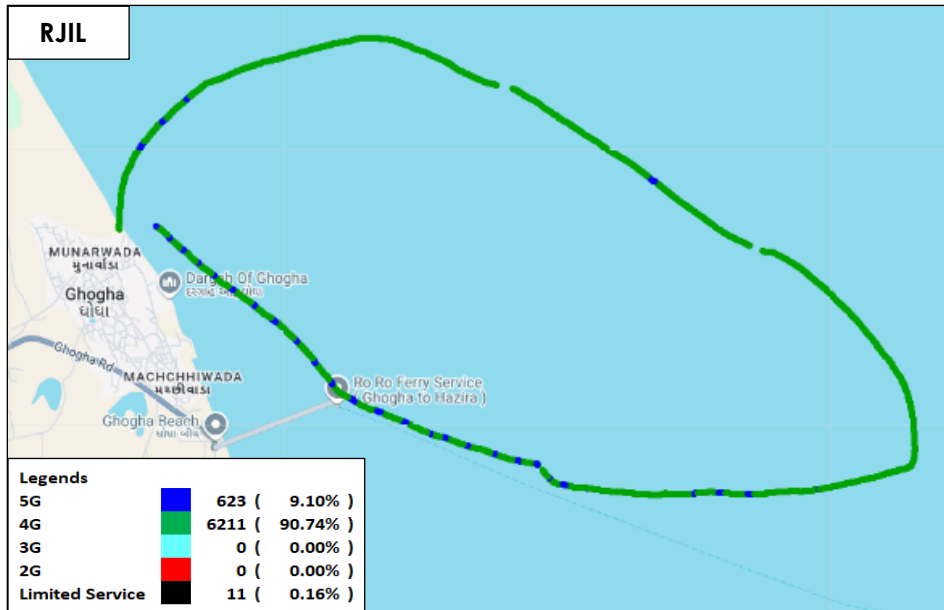 RJIL
MUNARWADA
મુનાર્વાડા
Ghogha
ઘોઘા
Dargah Of Ghogha
Ghogha Rd
MACHCHHIWADA
મચ્છીવાડા
Ro Ro Ferry Service
( Ghogha to Hazira )
Ghogha Beach
ઘોઘા બીચ
Legends
5G 623 ( 9.10% )
4G 6211 ( 90.74% )
3G 0 ( 0.00% )
2G 0 ( 0.00% )
Limited Service 11 ( 0.16% )